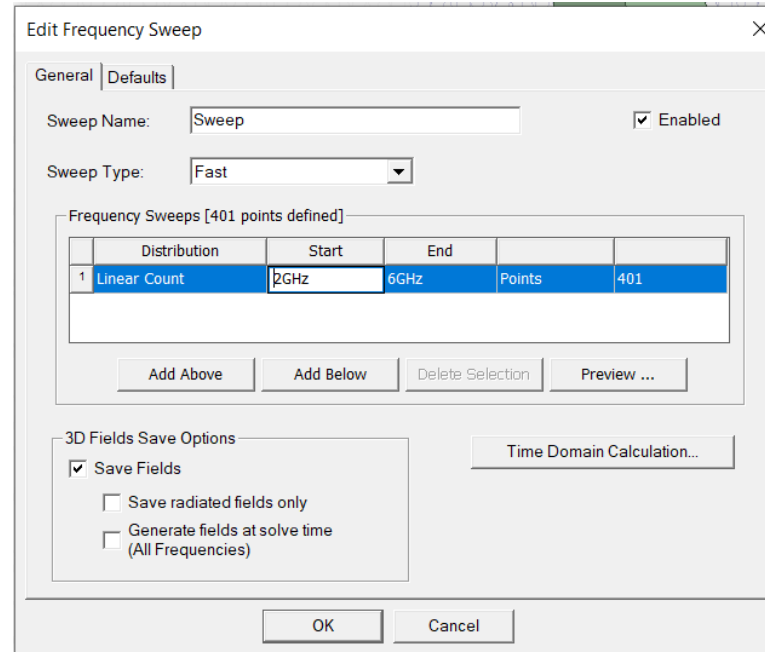 Edit Frequency Sweep
General
Defaults
Sweep Name:
Sweep
Enabled
Sweep Type:
Fast
Frequency Sweeps [401 points defined]
Distribution
Start
End
1
Linear Count
2GHz
6GHz
Points
401
Add Above
Add Below
Delete Selection
Preview ...
3D Fields Save Options
Save Fields
Time Domain Calculation...
Save radiated fields only
Generate fields at solve time
(All Frequencies)
OK
Cancel